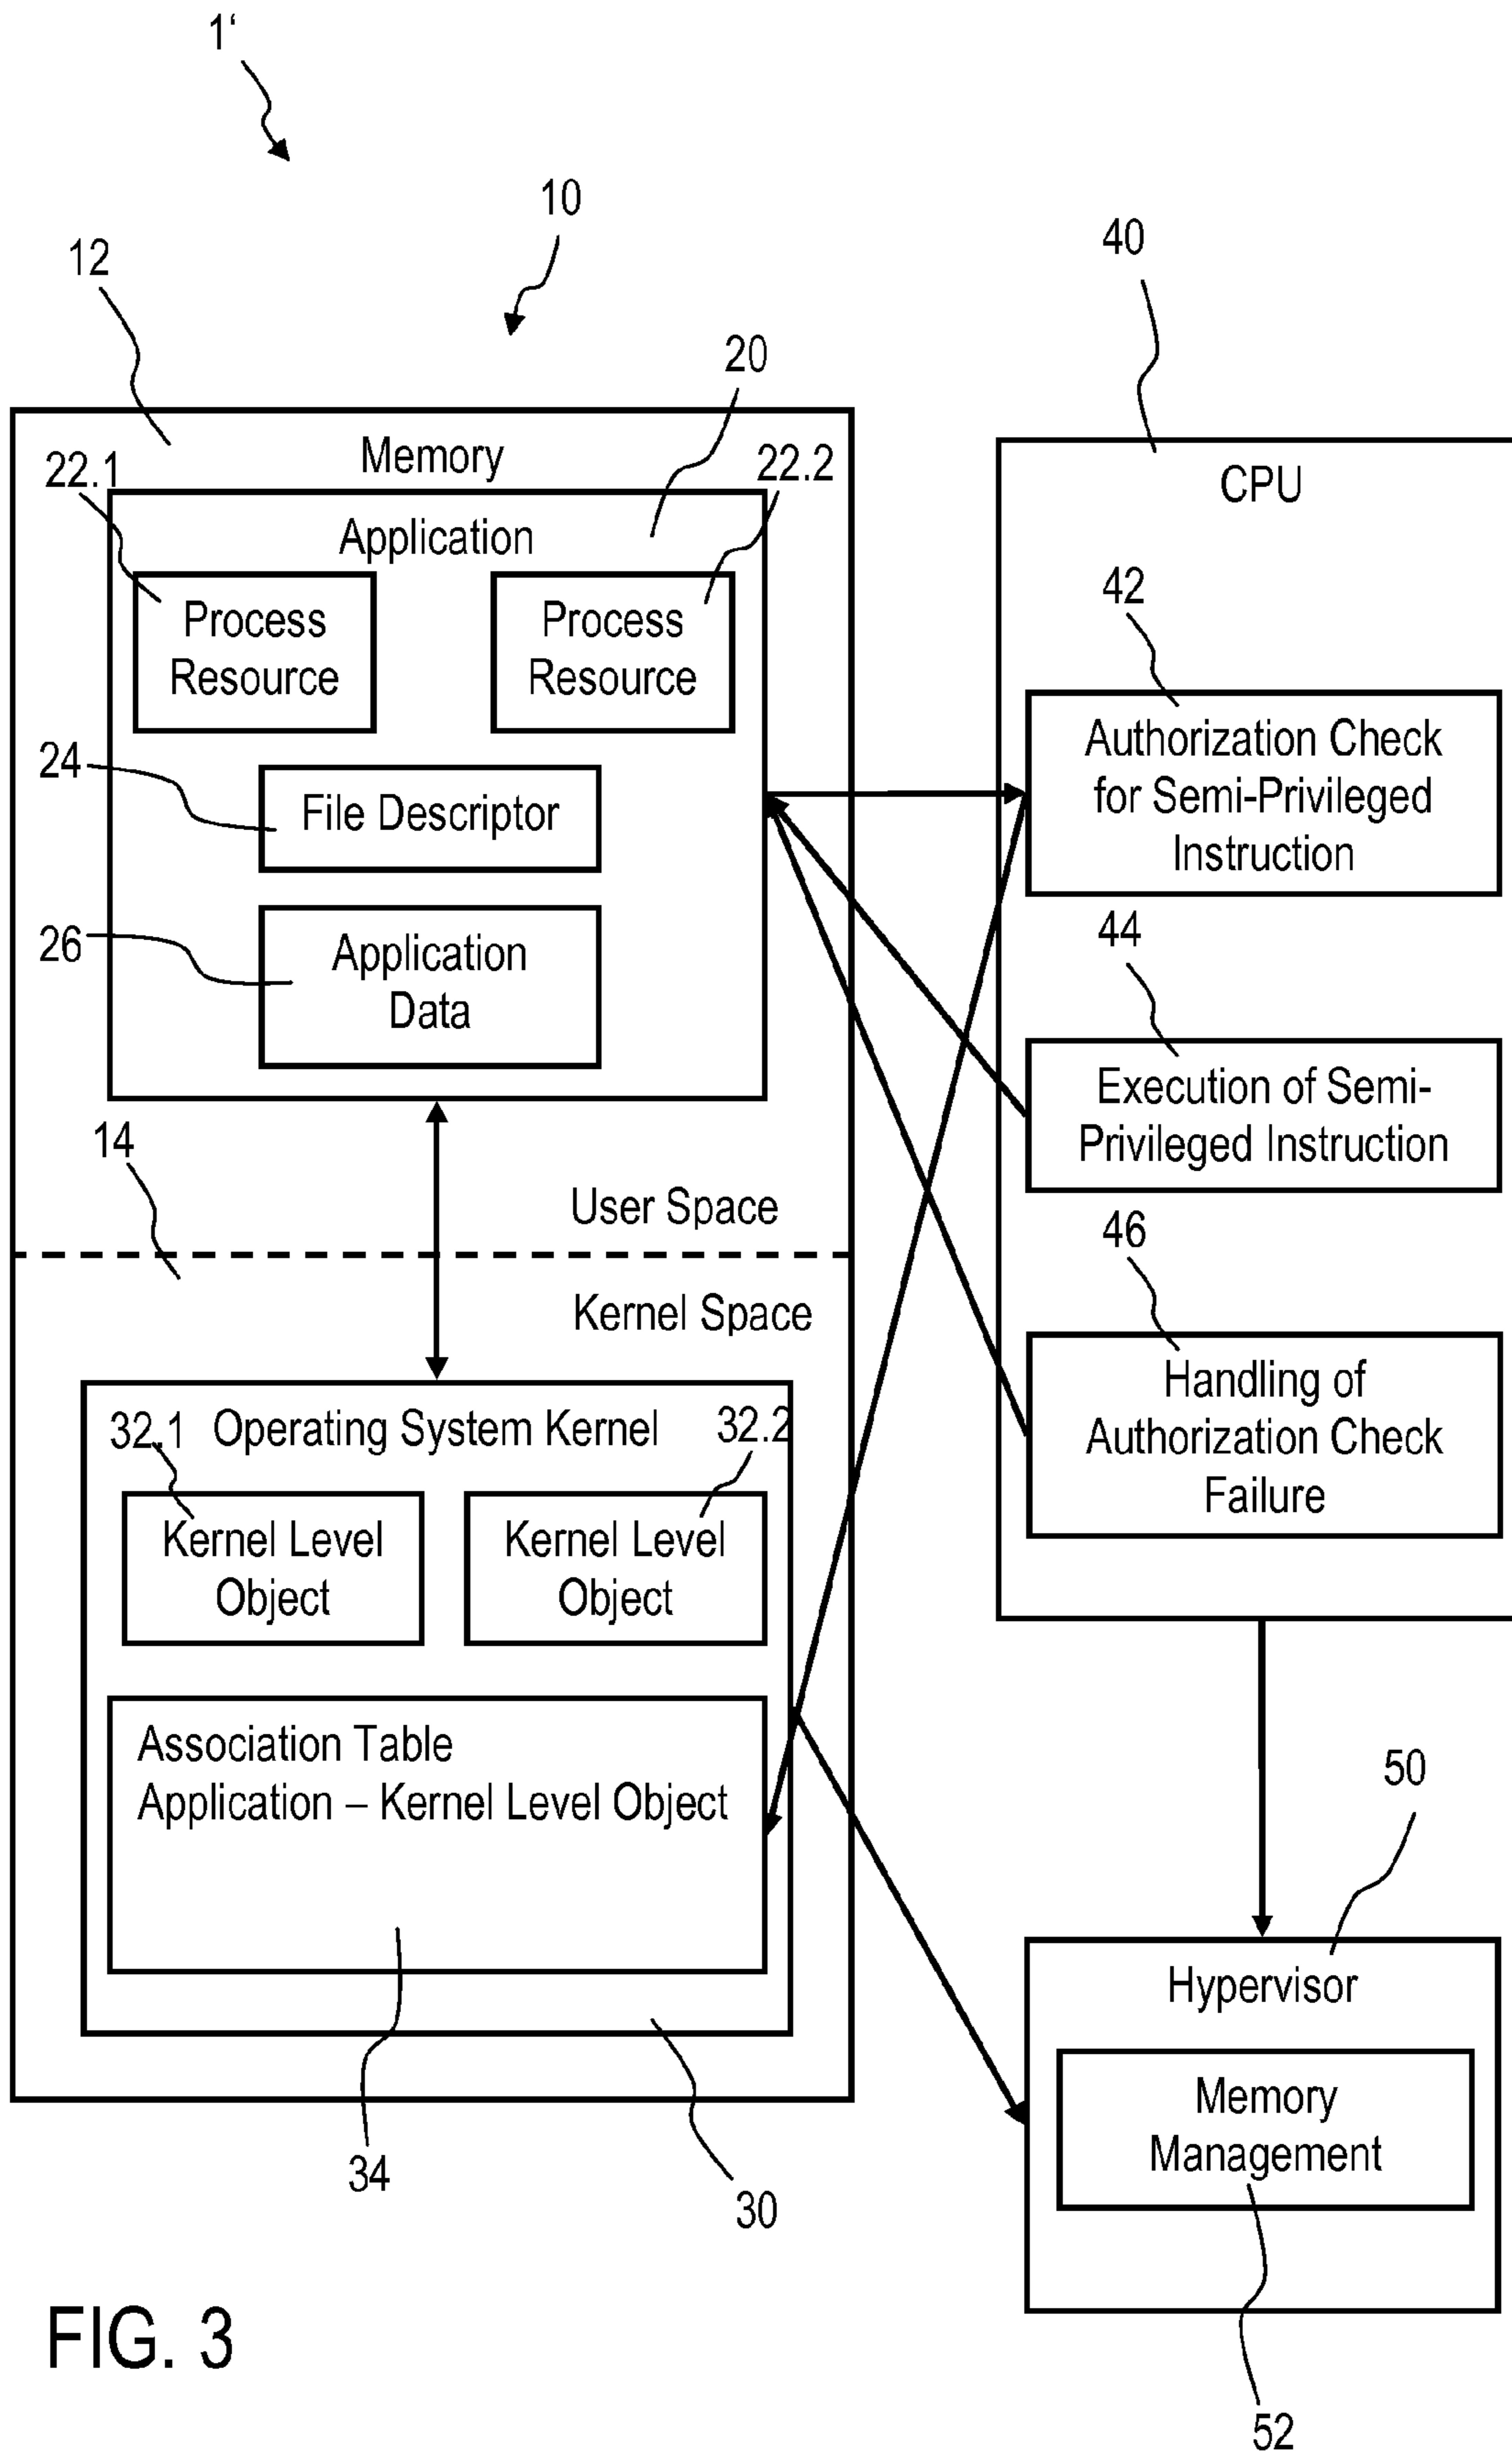 1‘
10
12
40
20
Memory
22.1
22.2
CPU
Application
42
Process
Resource
Process
Resource
Authorization Check
for Semi-Privileged
Instruction
24
File Descriptor
44
26
Application
Data
Execution of Semi-
Privileged Instruction
14
User Space
46
Kernel Space
Handling of
Authorization Check
Failure
32.1
Operating System Kernel
32.2
Kernel Level
Object
Kernel Level
Object
Association Table
Application – Kernel Level Object
50
Hypervisor
Memory
Management
34
30
FIG. 3
52